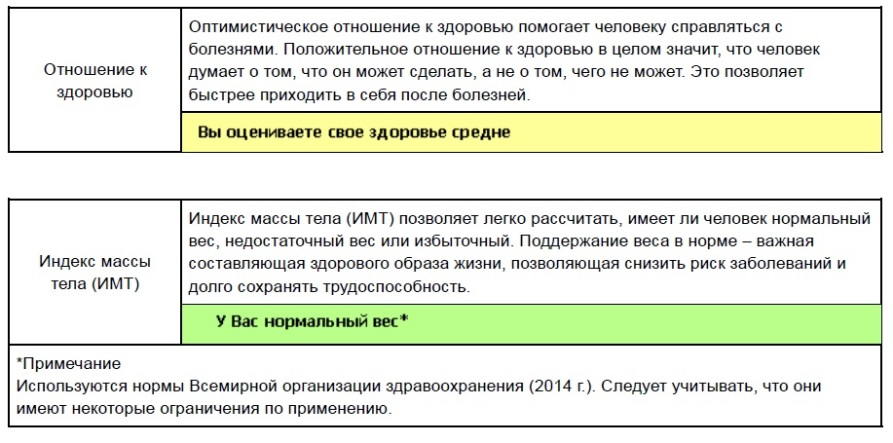 Отношение к
здоровью
Оптимистическое отношение к здоровью помогает человеку справляться с
болезнями. Положительное отношение к здоровью в целом значит, что человек
думает о том, что он может сделать, а не о том, чего не может. Это позволяет
быстрее приходить в себя после болезней.
Вы оцениваете свое здоровье средне
Индекс массы
тела (ИМТ)
Индекс массы тела (ИМТ) позволяет легко рассчитать, имеет ли человек нормальный
вес, недостаточный вес или избыточный. Поддержание веса в норме – важная
составляющая здорового образа жизни, позволяющая снизить риск заболеваний и
долго сохранять трудоспособность.
У Вас нормальный вес*
*Примечание
Используются нормы Всемирной организации здравоохранения (2014 г.). Следует учитывать, что они
имеют некоторые ограничения по применению.